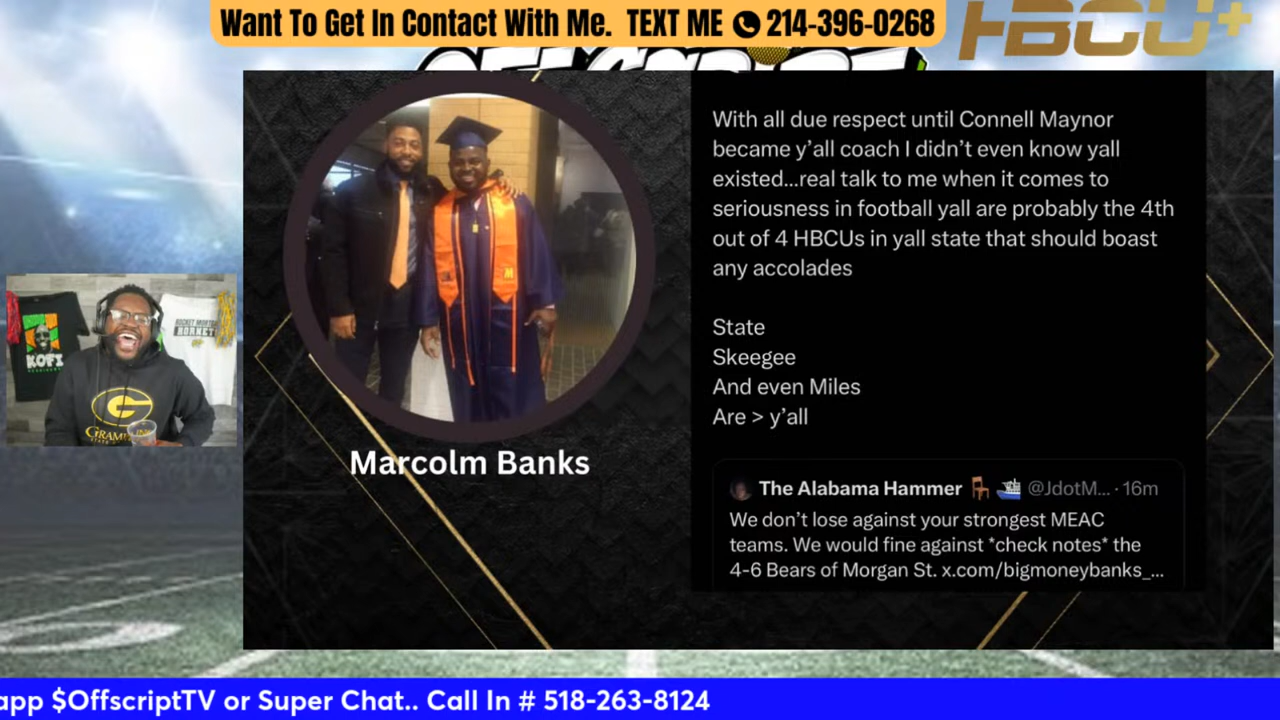 Want To Get In Contact With Me. TEXT ME 214-396-0268
HBCU+
With all due respect until Connell Maynor
became y’all coach I didn’t even know yall
existed...real talk to me when it comes to
seriousness in football yall are probably the 4th
out of 4 HBCUs in yall state that should boast
any accolades
State
Skeegee
And even Miles
Are > y’all
KOFI
HORNET
G
Marcolm Banks
The Alabama Hammer @JdotM... · 16m
We don’t lose against your strongest MEAC
teams. We would fine against *check notes* the
4-6 Bears of Morgan St. x.com/bigmoneybanks_...
app $OffscriptTV or Super Chat.. Call In # 518-263-8124